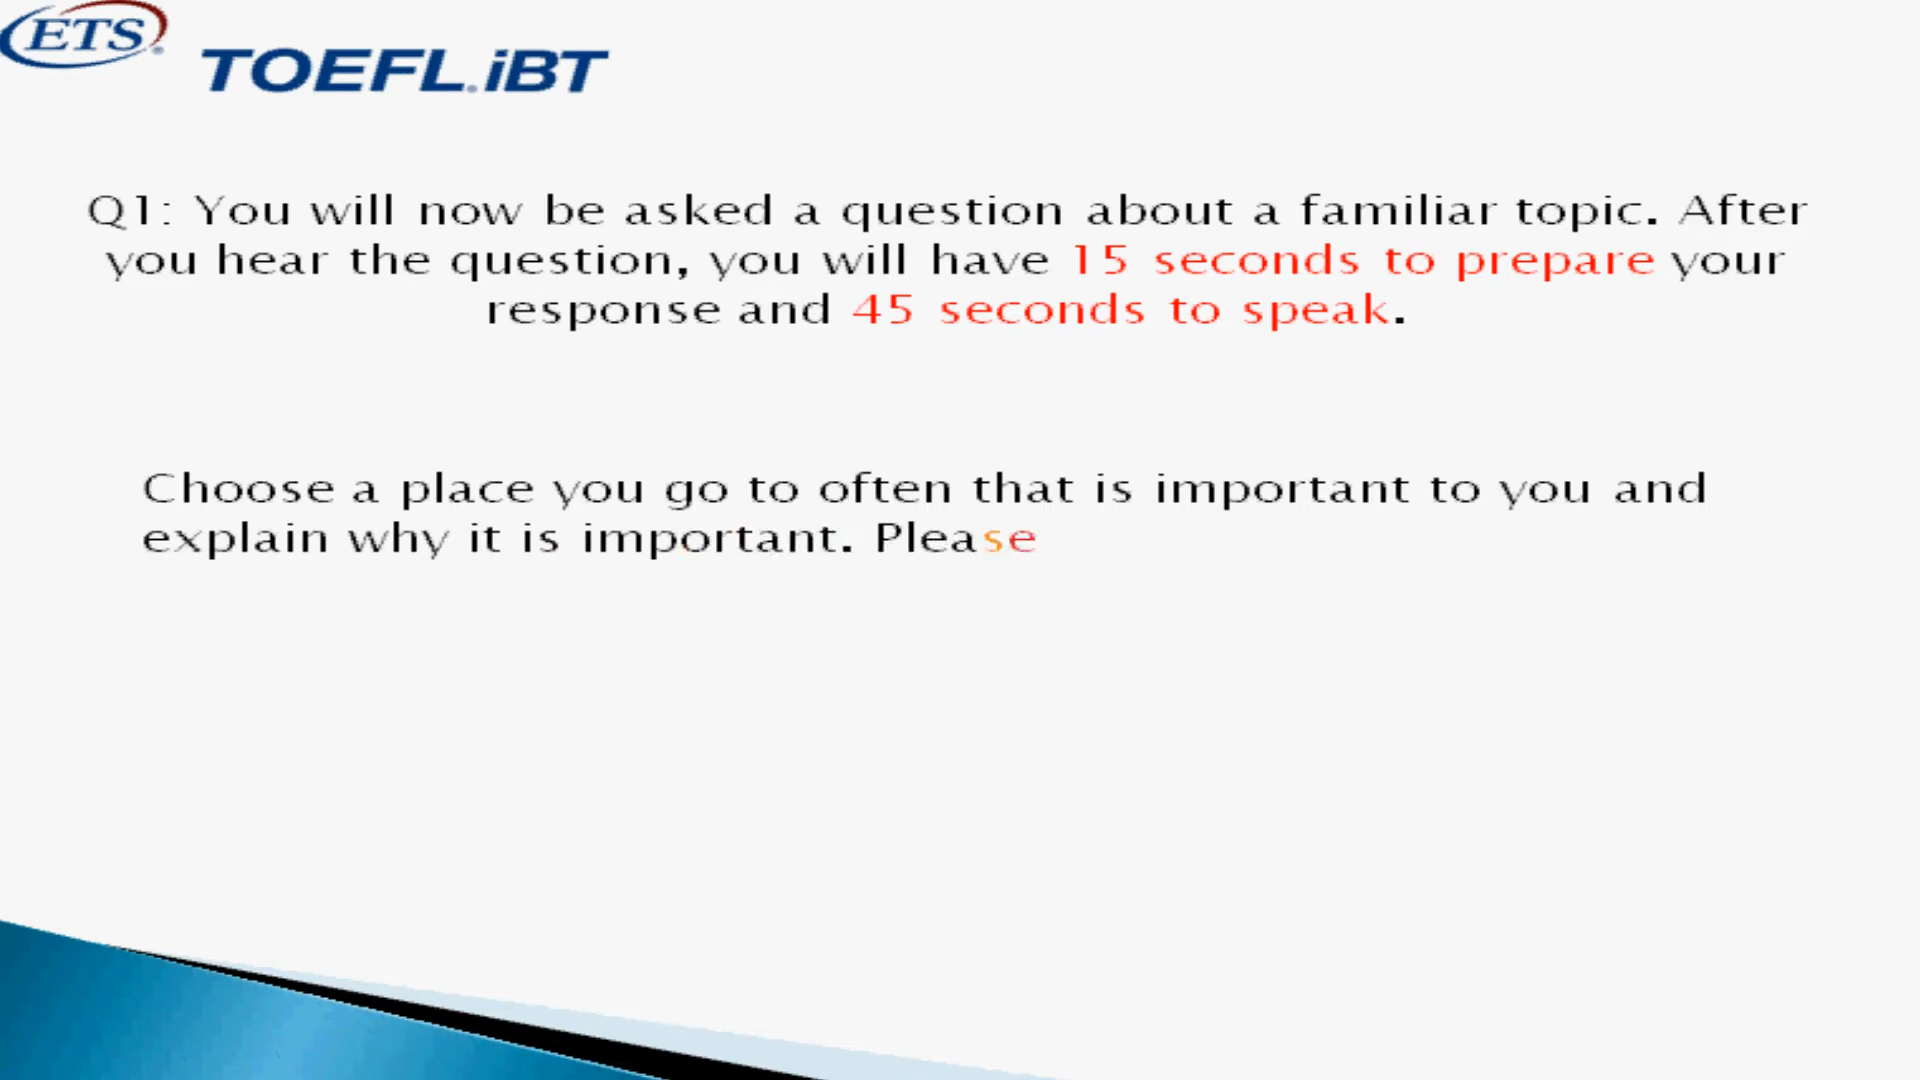 ETS
TOEFL.iBT
Q1: You will now be asked a question about a familiar topic. After
you hear the question, you will have 15 seconds to prepare your
response and 45 seconds to speak.
Choose a place you go to often that is important to you and
explain why it is important. Please